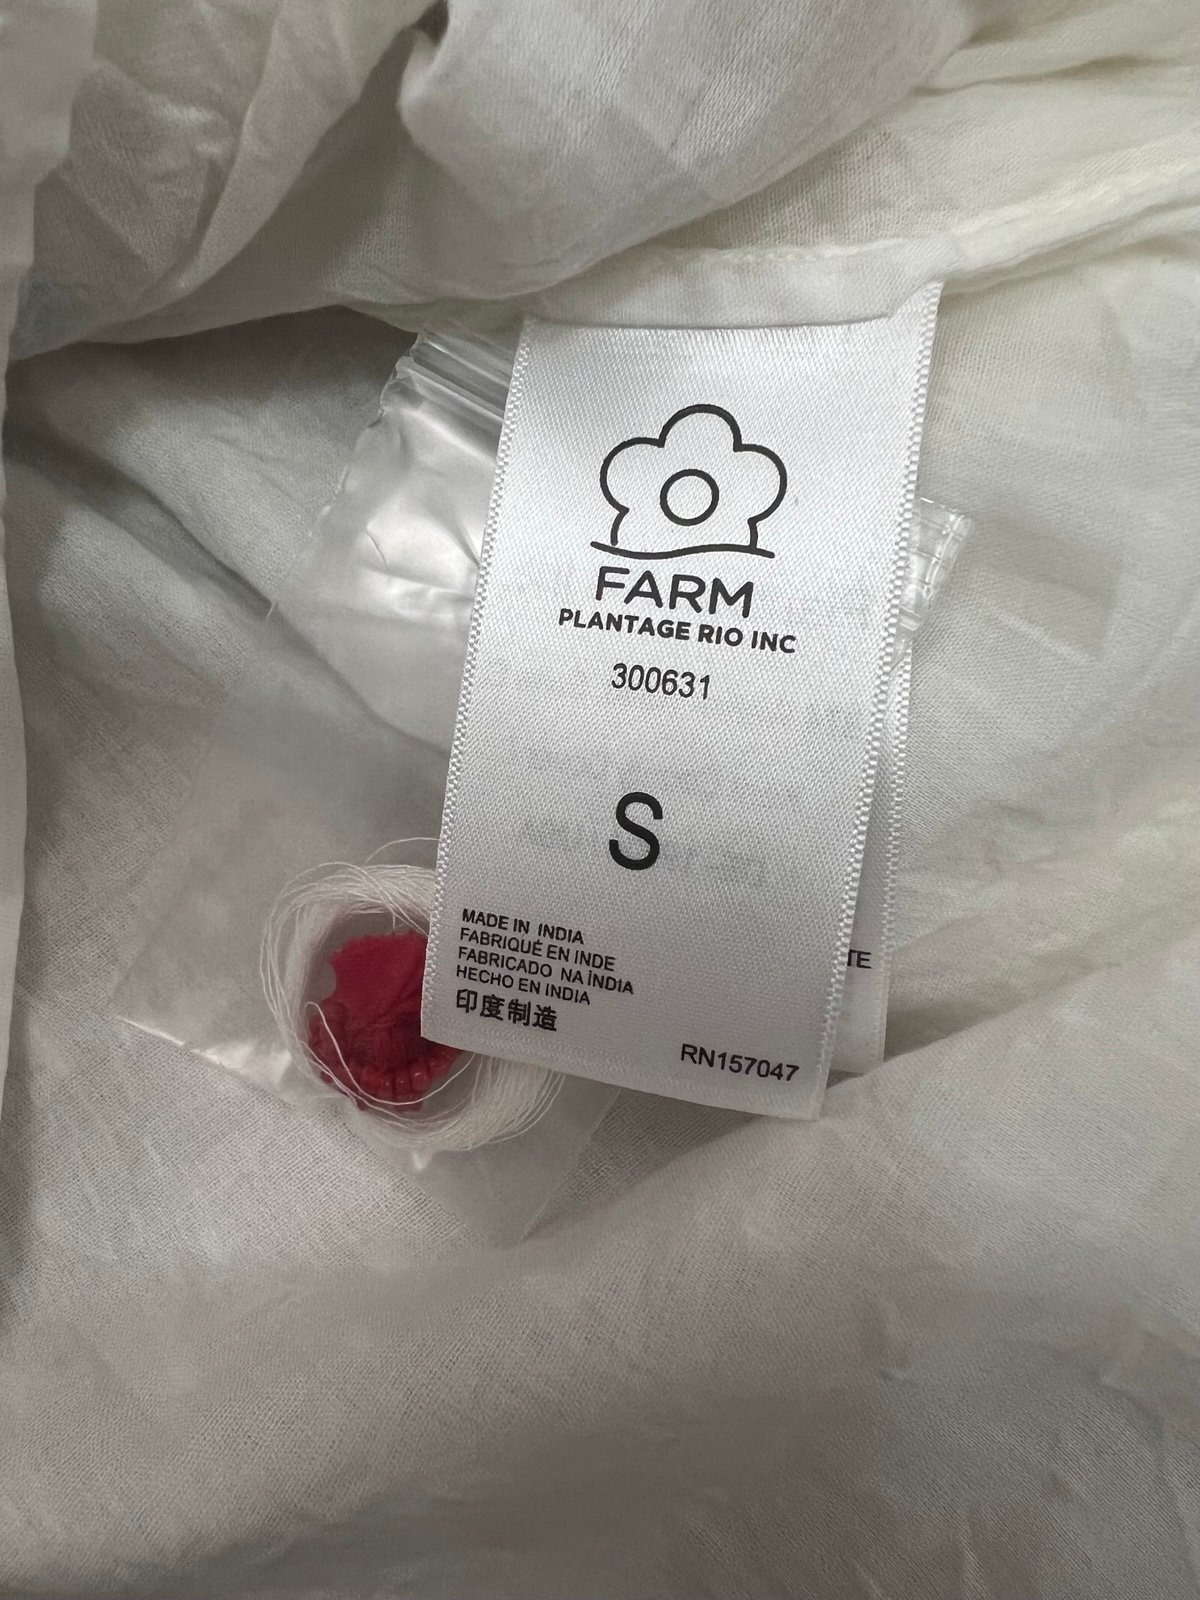 FARM
PLANTAGE RIO INC
300631
S
MADE IN INDIA
FABRIQUÉ EN INDE
FABRICADO NA ÍNDIA
HECHO EN INDIA
印度制造
RN157047
TE